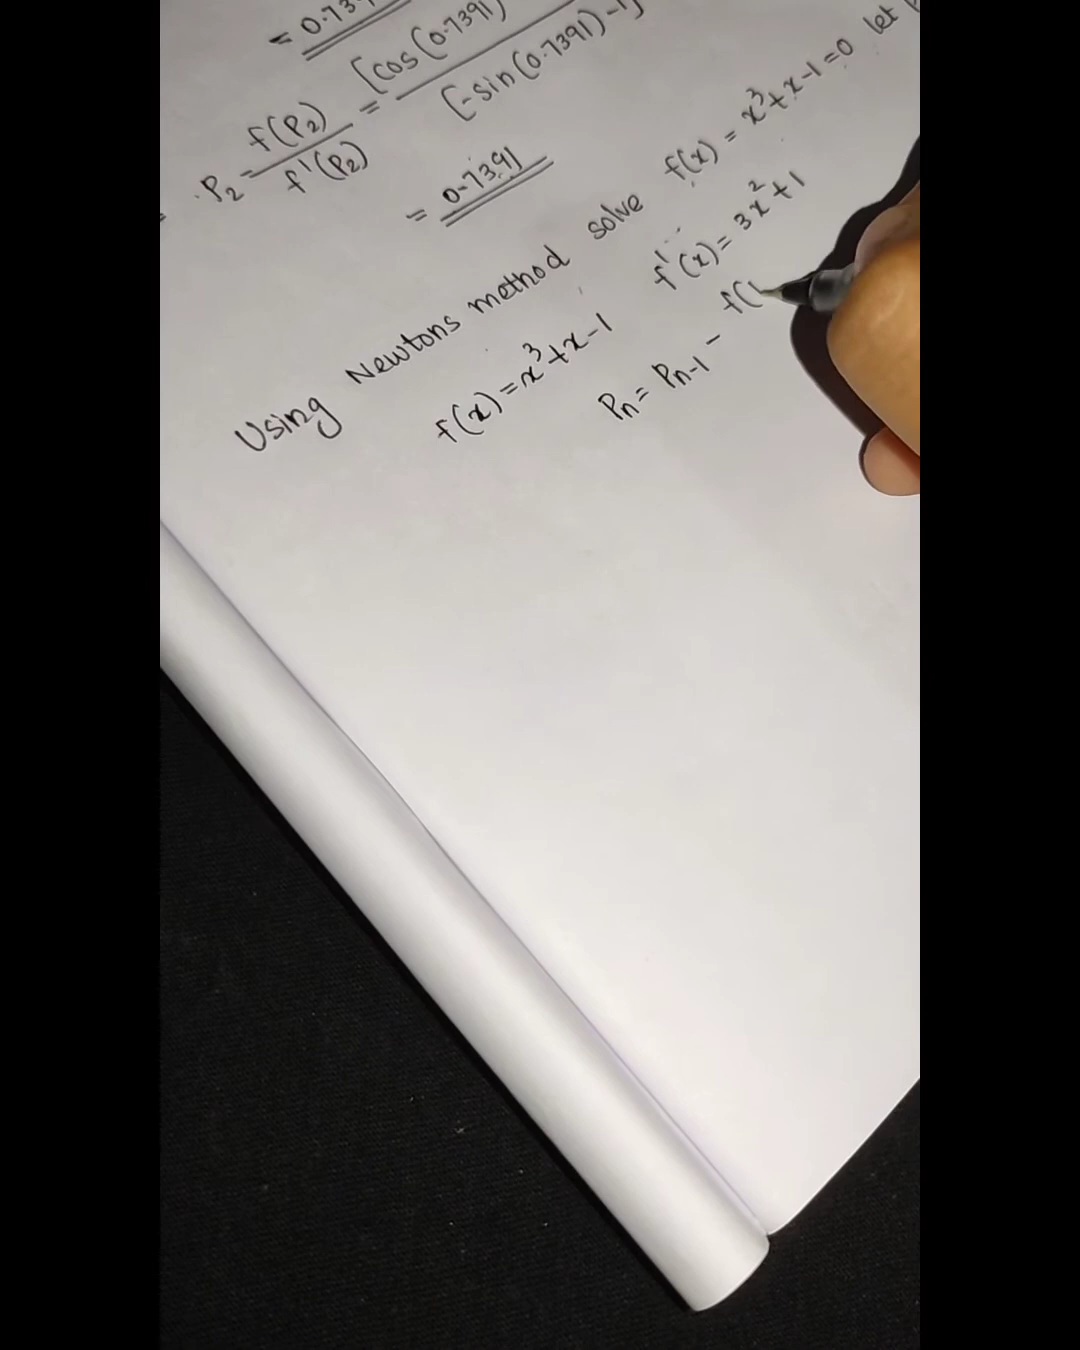 = 0.73
P₂ - f(P₂) / f'(P₂) = [cos(0.7391) / [-sin(0.7391)-1]
= 0.7391
Using Newtons method solve f(x) = x³+x-1=0 let
f(x) = x³+x-1 f'(x) = 3x²+1
Pn = Pn-1 - f(